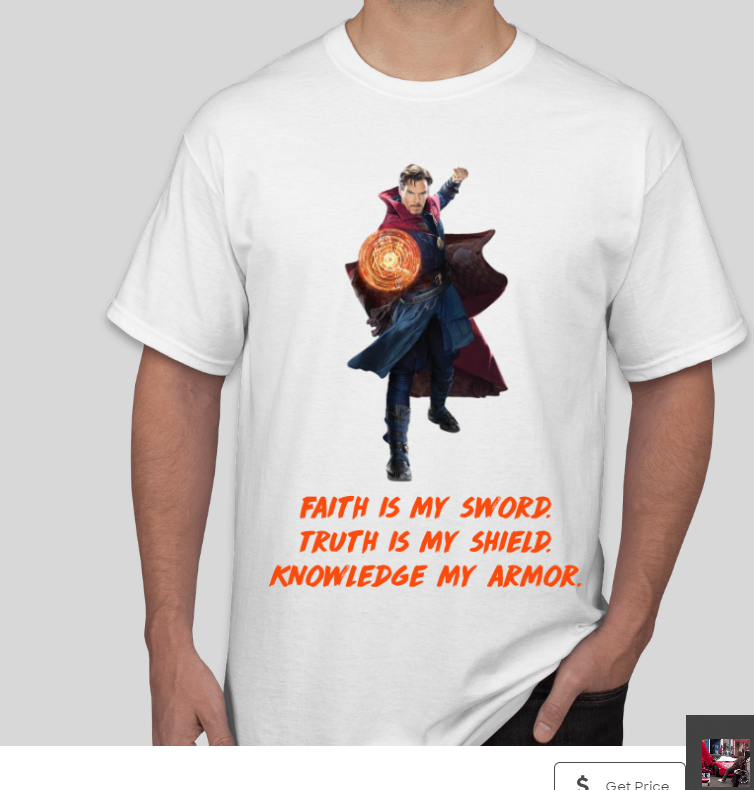 FAITH IS MY SWORD.
TRUTH IS MY SHIELD.
KNOWLEDGE MY ARMOR.
$ Get Price